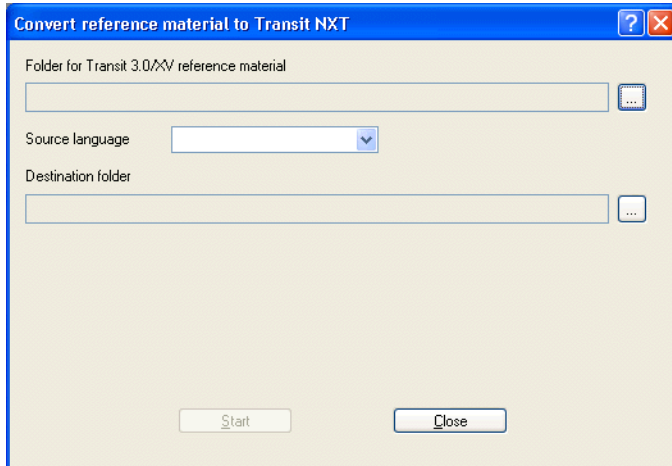 Convert reference material to Transit NXT
Folder for Transit 3.0/XV reference material
...
Source language
Destination folder
...
Start
Close